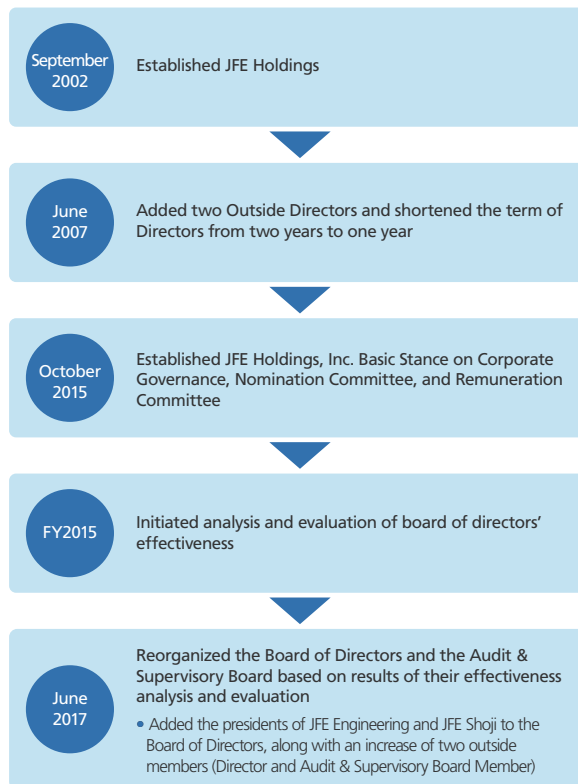 September
2002
Established JFE Holdings
June
2007
Added two Outside Directors and shortened the term of
Directors from two years to one year
October
2015
Established JFE Holdings, Inc. Basic Stance on Corporate
Governance, Nomination Committee, and Remuneration
Committee
FY2015
Initiated analysis and evaluation of board of directors’
effectiveness
June
2017
Reorganized the Board of Directors and the Audit &
Supervisory Board based on results of their effectiveness
analysis and evaluation
• Added the presidents of JFE Engineering and JFE Shoji to the
Board of Directors, along with an increase of two outside
members (Director and Audit & Supervisory Board Member)